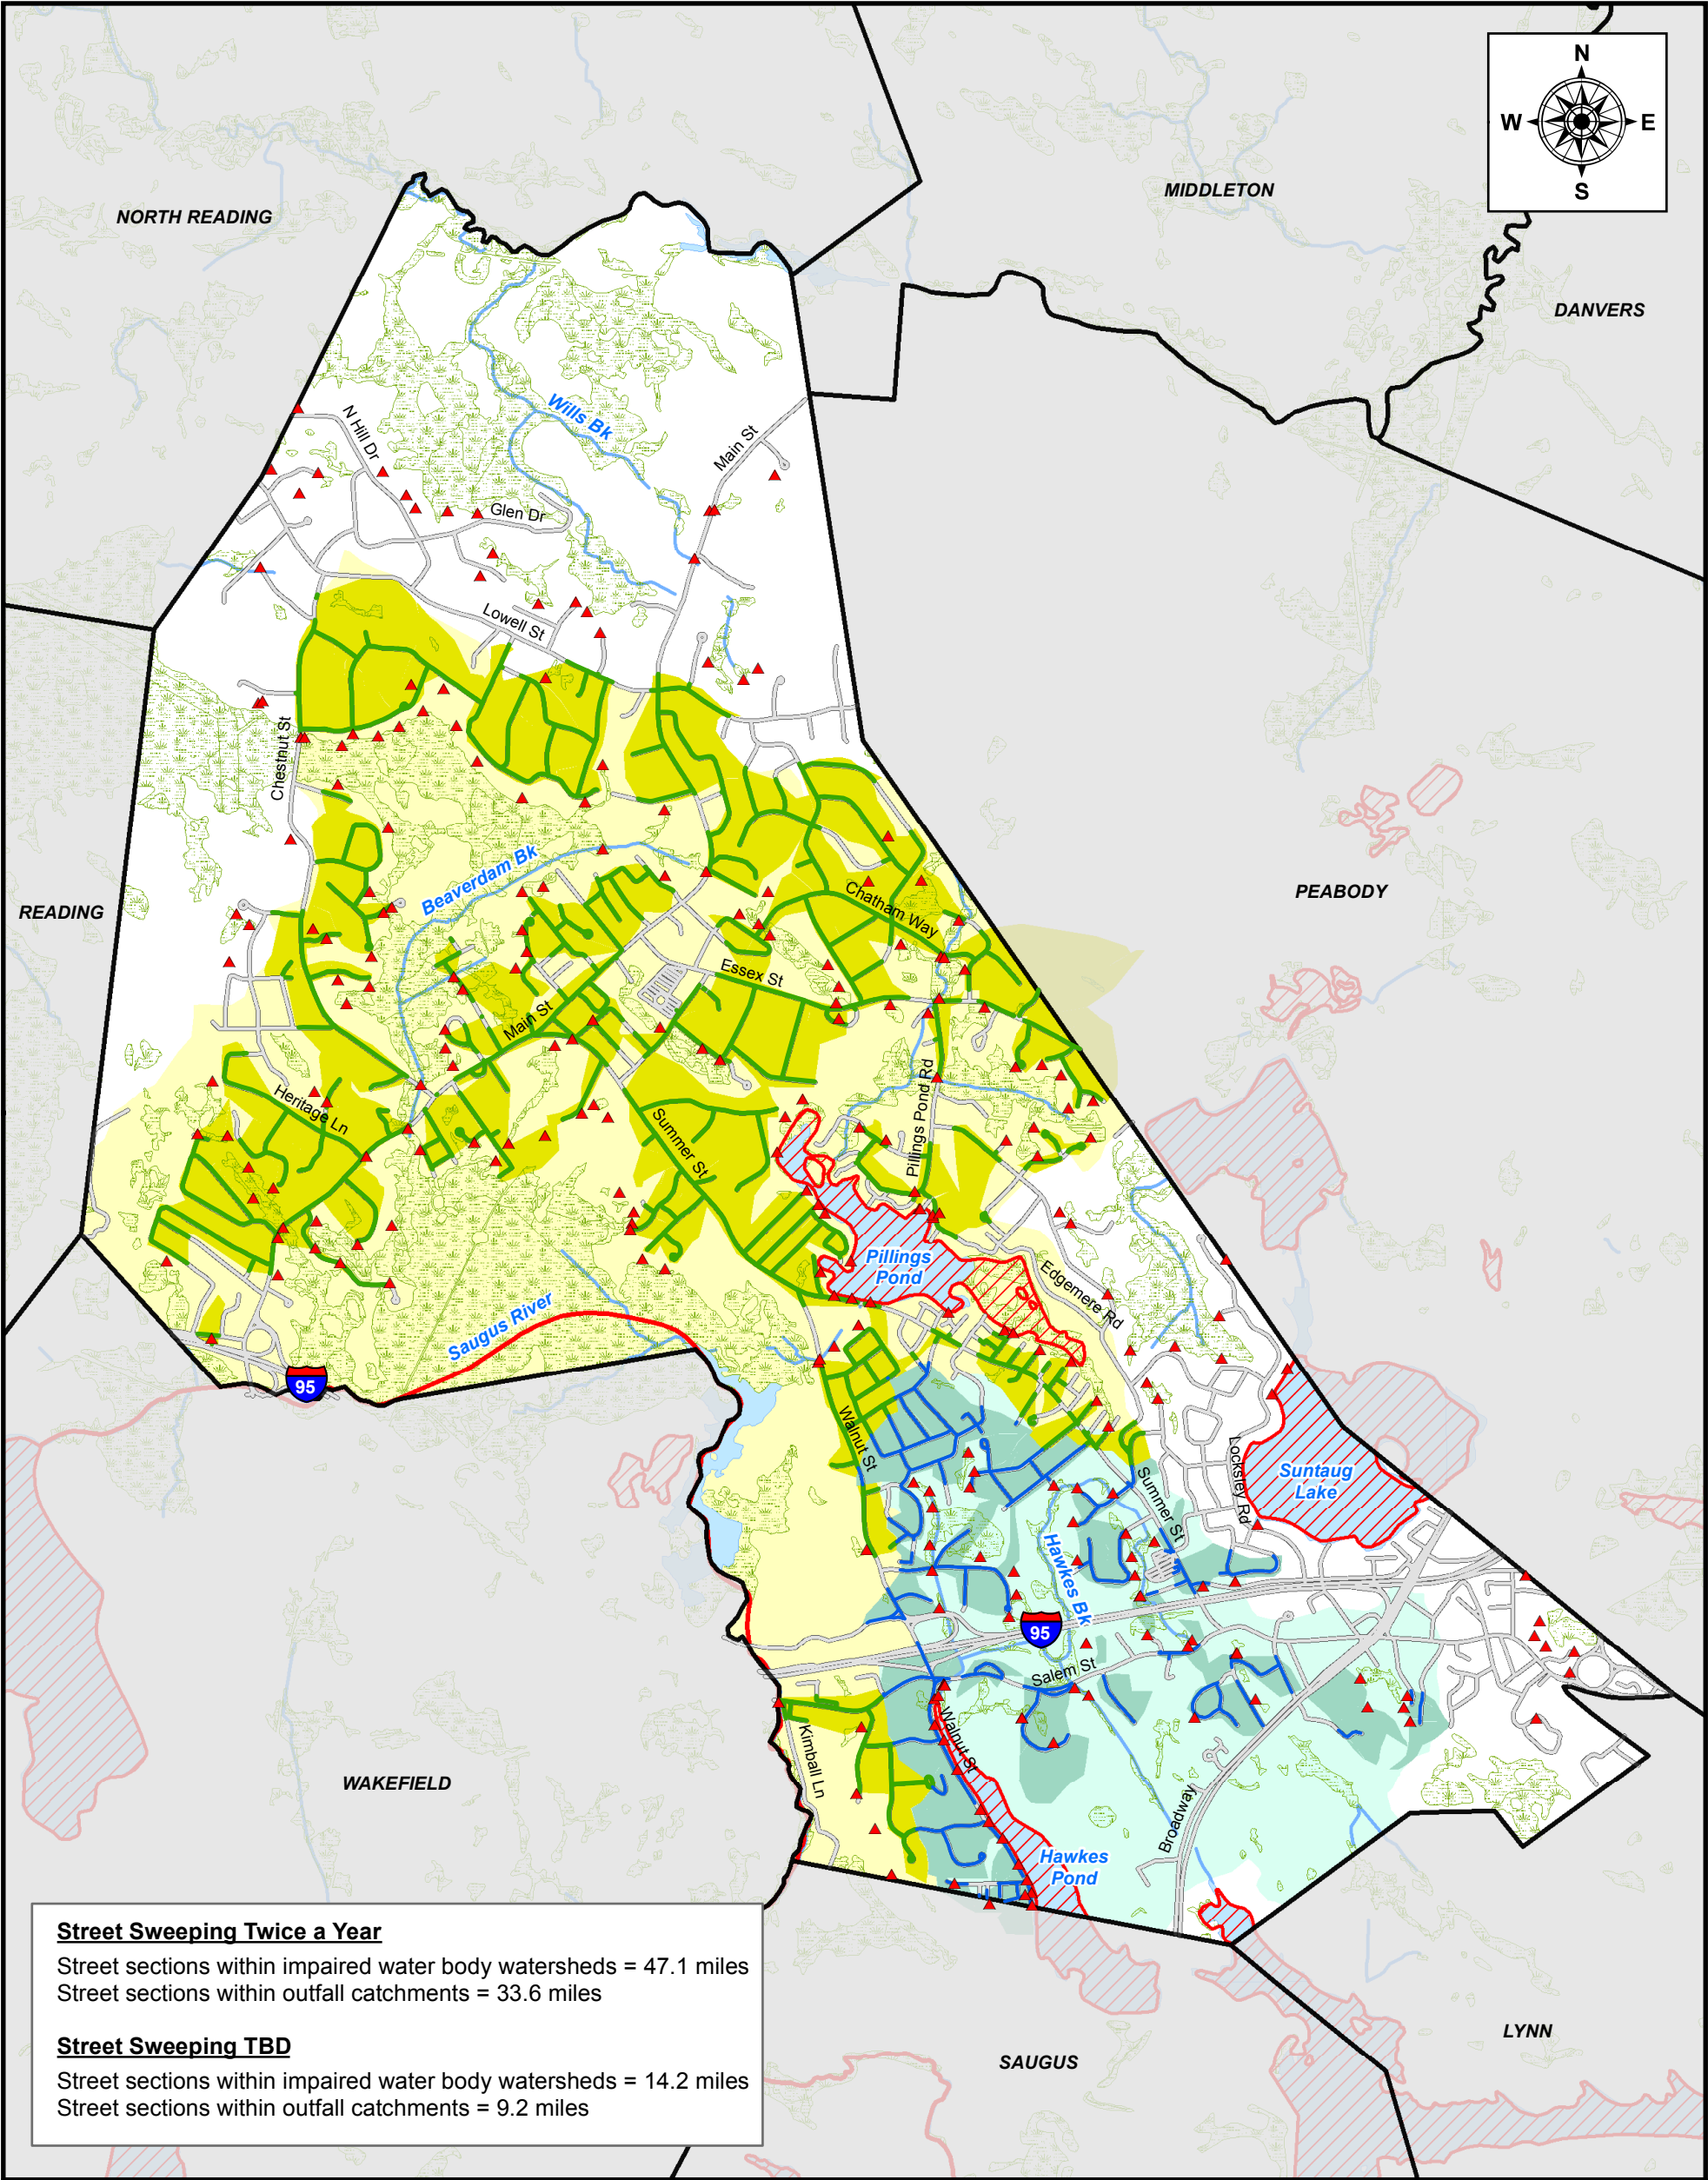 N
W E
S
NORTH READING
MIDDLETON
DANVERS
N Hill Dr
Wills Bk
Main St
Glen Dr
Lowell St
Chestnut St
Beaverdam Bk
Chatham Way
PEABODY
READING
Essex St
Main St
Heritage Ln
Summer St
Pillings Pond Rd
Pillings
Pond
Edgemere Rd
Saugus River
95
Walnut St
Locksley Rd
Suntaug
Lake
Summer St
Hawkes Bk
95
Salem St
Walnut St
Kimball Ln
WAKEFIELD
Broadway
Hawkes
Pond
Street Sweeping Twice a Year
Street sections within impaired water body watersheds = 47.1 miles
Street sections within outfall catchments = 33.6 miles
Street Sweeping TBD
Street sections within impaired water body watersheds = 14.2 miles
Street sections within outfall catchments = 9.2 miles
SAUGUS
LYNN